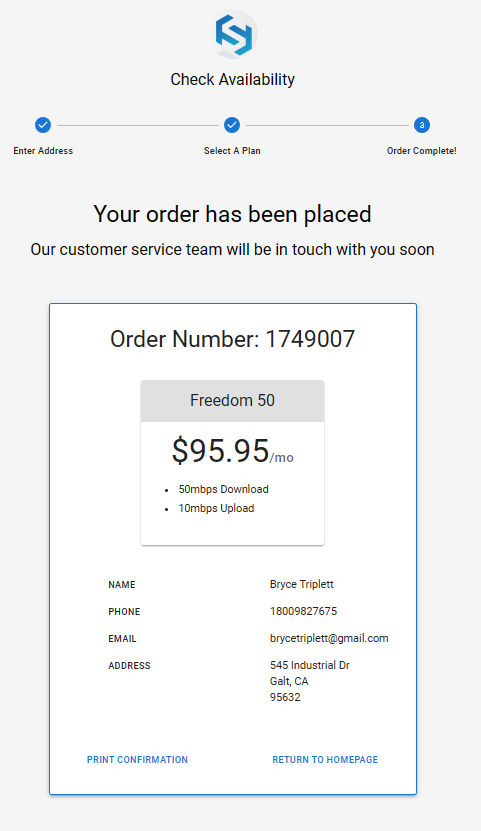 Check Availability
3
Enter Address
Select A Plan
Order Complete!
Your order has been placed
Our customer service team will be in touch with you soon
Order Number: 1749007
Freedom 50
$95.95/mo
• 50mbps Download
• 10mbps Upload
NAME Bryce Triplett
PHONE 18009827675
EMAIL brycetriplett@gmail.com
ADDRESS 545 Industrial Dr
Galt, CA
95632
PRINT CONFIRMATION RETURN TO HOMEPAGE